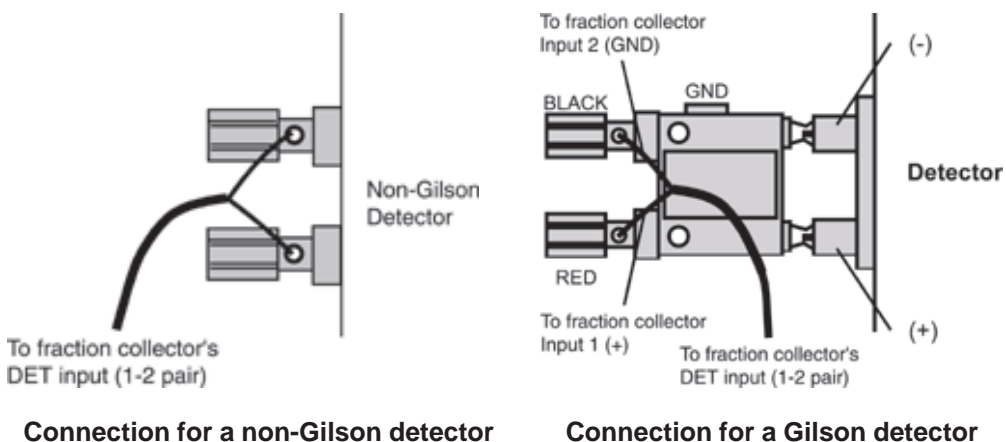 Non-Gilson
Detector
To fraction collector's
DET input (1-2 pair)
Connection for a non-Gilson detector
To fraction collector
Input 2 (GND)
(-)
GND
BLACK
Detector
RED
To fraction collector
Input 1 (+)
(+)
To fraction collector's
DET input (1-2 pair)
Connection for a Gilson detector